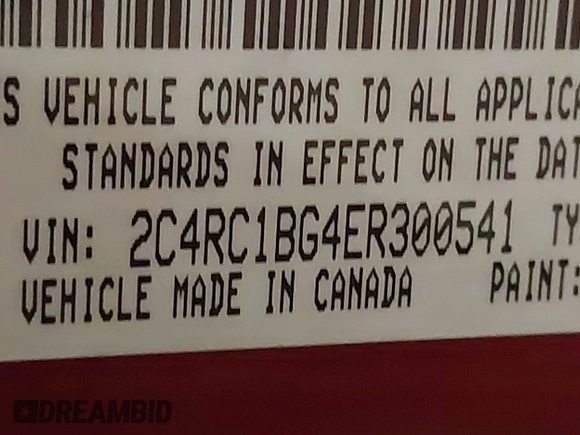 S VEHICLE CONFORMS TO ALL APPLICA
STANDARDS IN EFFECT ON THE DAT
VIN: 2C4RC1BG4ER300541 TY
VEHICLE MADE IN CANADA PAINT:
DREAMBID